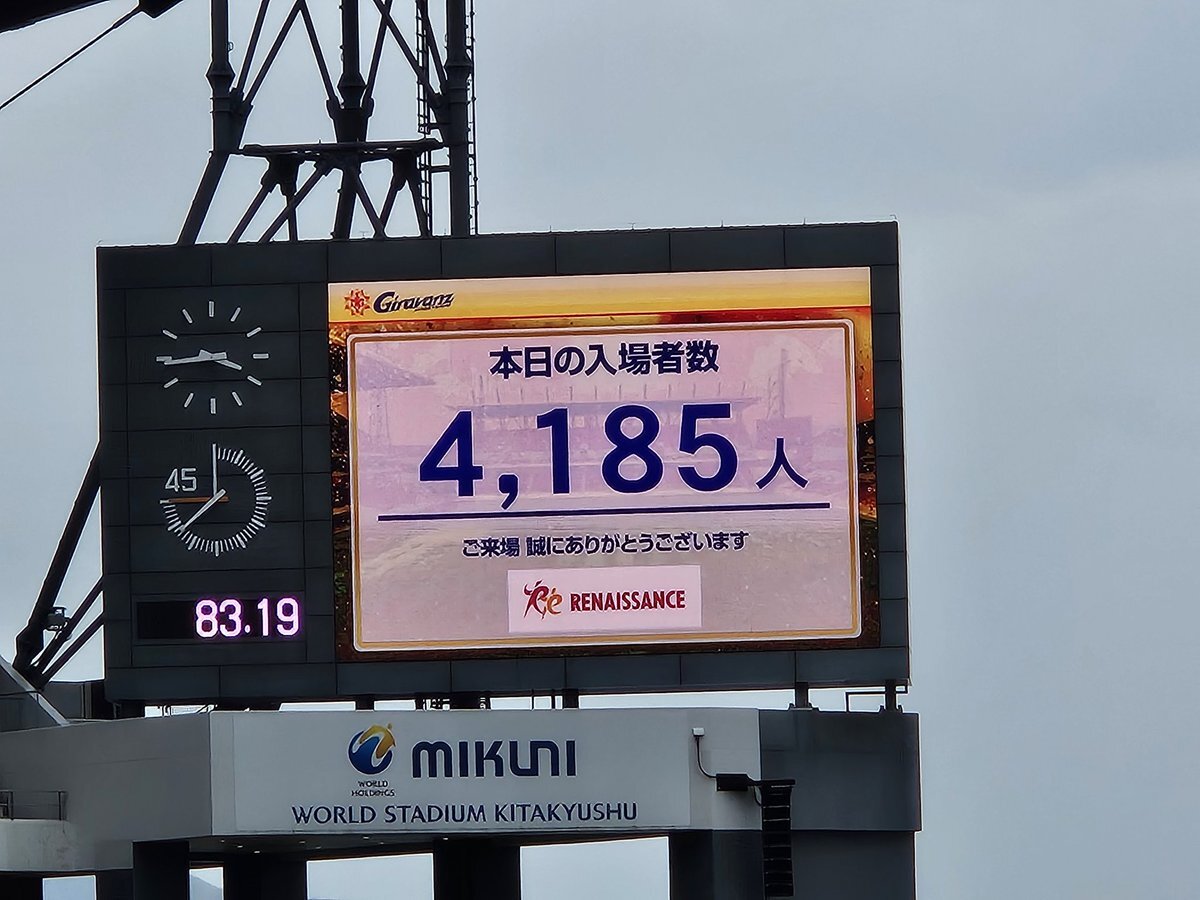 Giravanz
本日の入場者数
4,185人
ご来場 誠にありがとうございます
RENAISSANCE
45
83.19
WORLD HOLDINGS
MIKUNI
WORLD STADIUM KITAKYUSHU